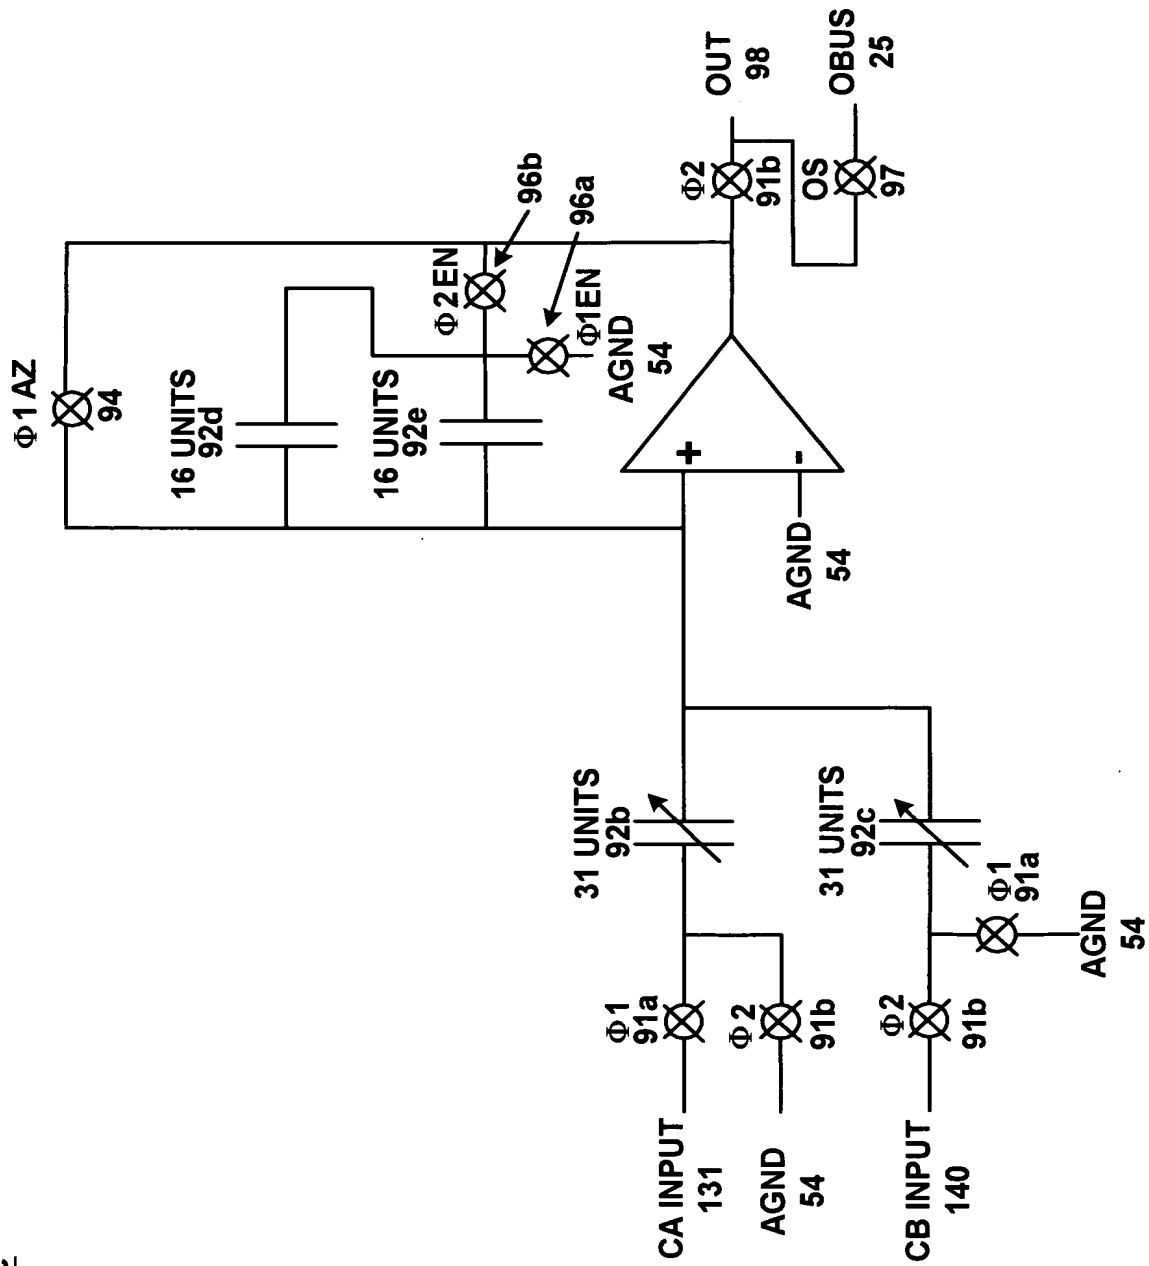 Φ1 AZ
94
16 UNITS
92d
16 UNITS
92e
Φ2 EN
96b
96a
Φ1EN
AGND
54
Φ2
91b
OUT
98
OS
97
OBUS
25
+
-
AGND
54
31 UNITS
92b
31 UNITS
92c
Φ1
91a
Φ1
91a
AGND
54
Φ2
91b
Φ2
91b
CA INPUT
131
AGND
54
CB INPUT
140